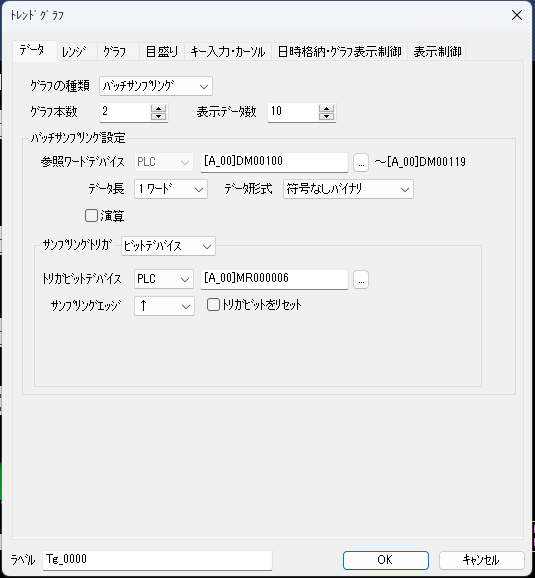 ﾄﾚﾝﾄﾞｸﾞﾗﾌ
ﾃﾞｰﾀ ﾚﾝｼﾞ ｸﾞﾗﾌ 目盛り ｷｰ入力･ｶｰｿﾙ 日時格納･ｸﾞﾗﾌ表示制御 表示制御
ｸﾞﾗﾌの種類 ﾊﾞｯﾁｻﾝﾌﾟﾘﾝｸﾞ
ｸﾞﾗﾌ本数 2 表示ﾃﾞｰﾀ数 10
ﾊﾞｯﾁｻﾝﾌﾟﾘﾝｸﾞ設定
参照ﾜｰﾄﾞﾃﾞﾊﾞｲｽ PLC [A_00]DM00100 ... ～[A_00]DM00119
ﾃﾞｰﾀ長 1ﾜｰﾄﾞ ﾃﾞｰﾀ形式 符号なしﾊﾞｲﾅﾘ
演算
ｻﾝﾌﾟﾘﾝｸﾞﾄﾘｶﾞ ﾋﾞｯﾄﾃﾞﾊﾞｲｽ
ﾄﾘｶﾞﾋﾞｯﾄﾃﾞﾊﾞｲｽ PLC [A_00]MR000006 ...
ｻﾝﾌﾟﾘﾝｸﾞｴｯｼﾞ ↑ ﾄﾘｶﾞﾋﾞｯﾄをﾘｾｯﾄ
ﾗﾍﾞﾙ Tg_0000 OK ｷｬﾝｾﾙ